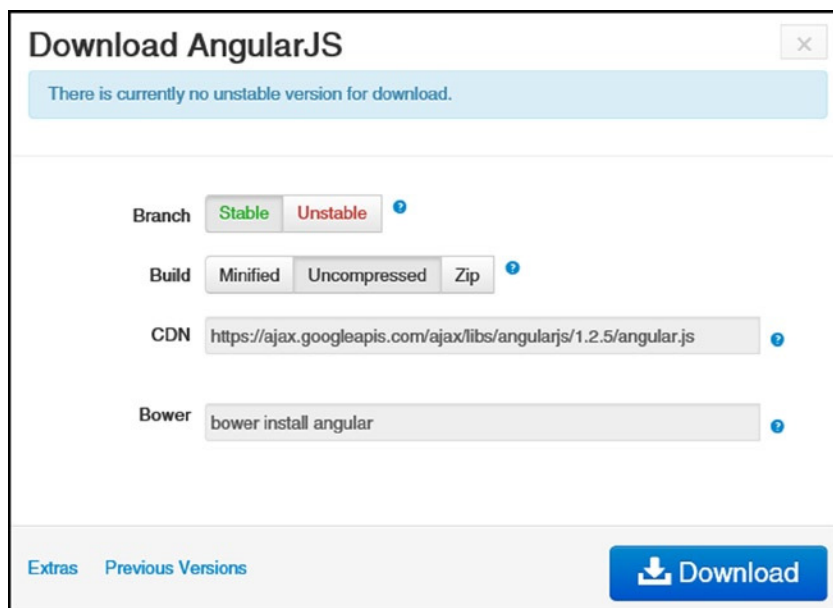 Download AngularJS
×
There is currently no unstable version for download.
Branch Stable Unstable ?
Build Minified Uncompressed Zip ?
CDN https://ajax.googleapis.com/ajax/libs/angularjs/1.2.5/angular.js ?
Bower bower install angular ?
Extras Previous Versions Download